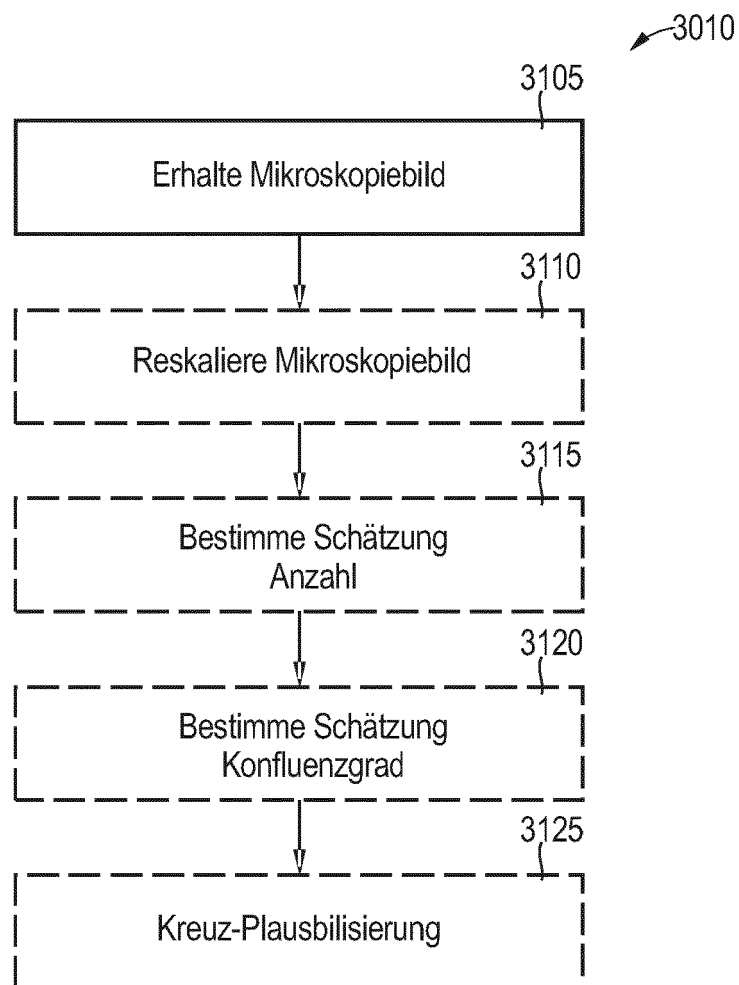 3010
3105
Erhalte Mikroskopiebild
3110
Reskaliere Mikroskopiebild
3115
Bestimme Schätzung
Anzahl
3120
Bestimme Schätzung
Konfluenzgrad
3125
Kreuz-Plausbilisierung